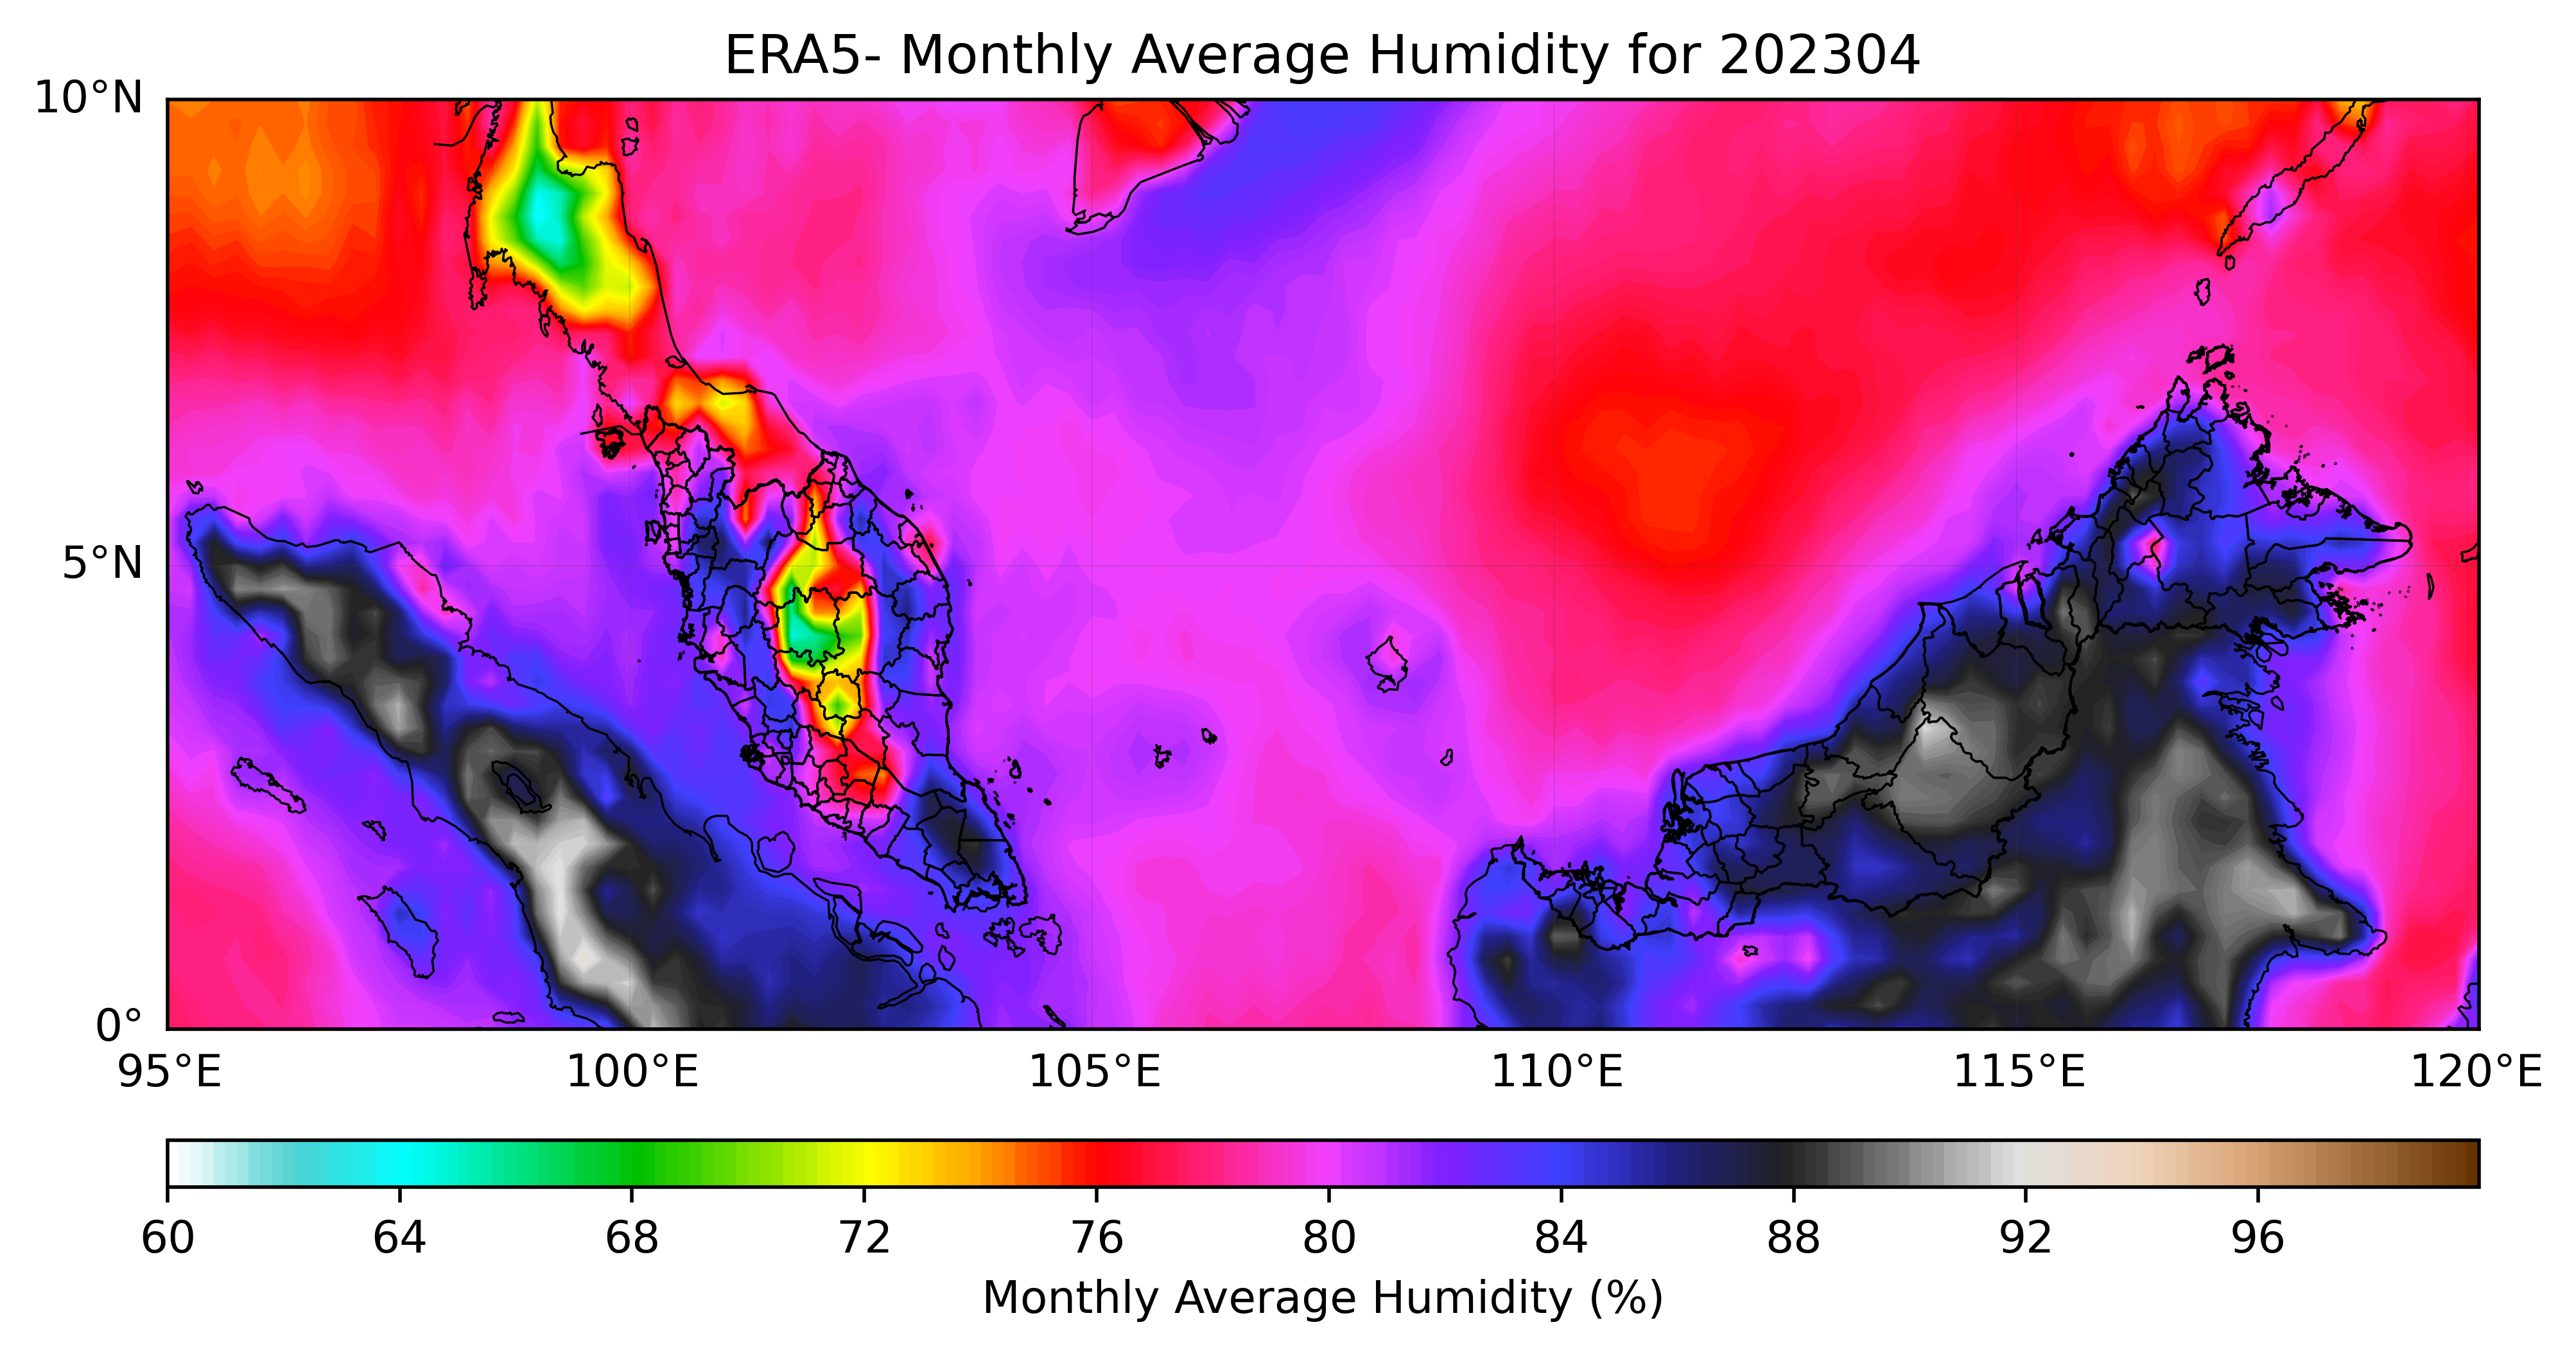 ERA5- Monthly Average Humidity for 202304
10°N
5°N
0°
95°E 100°E 105°E 110°E 115°E 120°E
60 64 68 72 76 80 84 88 92 96
Monthly Average Humidity (%)